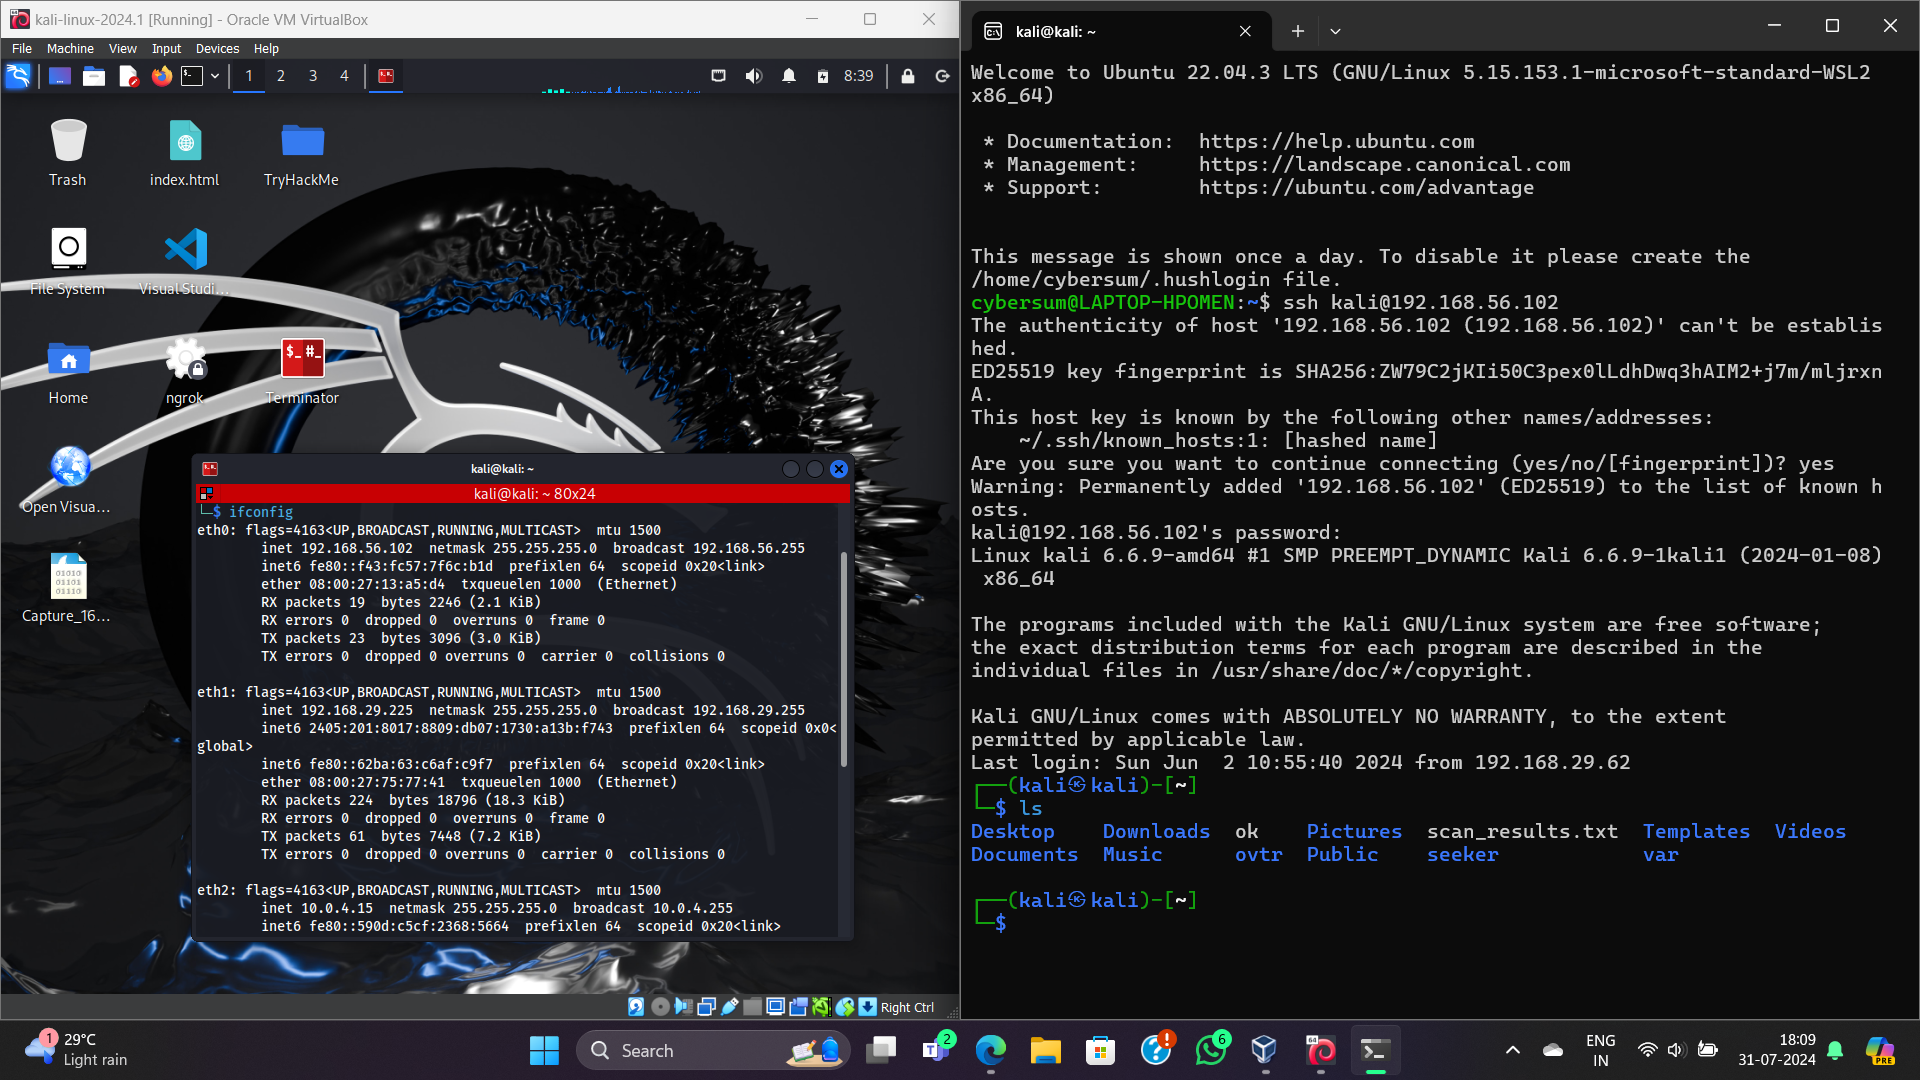 kali-linux-2024.1 [Running] - Oracle VM VirtualBox
File Machine View Input Devices Help
1 2 3 4
8:39
Trash
index.html
TryHackMe
File System
Visual Studi...
Home
ngrok
Terminator
Open Visua...
Capture_16...
kali@kali: ~
kali@kali: ~ 80x24
└─$ ifconfig
eth0: flags=4163<UP,BROADCAST,RUNNING,MULTICAST>  mtu 1500
        inet 192.168.56.102  netmask 255.255.255.0  broadcast 192.168.56.255
        inet6 fe80::f43:fc57:7f6c:b1d  prefixlen 64  scopeid 0x20<link>
        ether 08:00:27:13:a5:d4  txqueuelen 1000  (Ethernet)
        RX packets 19  bytes 2246 (2.1 KiB)
        RX errors 0  dropped 0  overruns 0  frame 0
        TX packets 23  bytes 3096 (3.0 KiB)
        TX errors 0  dropped 0 overruns 0  carrier 0  collisions 0
eth1: flags=4163<UP,BROADCAST,RUNNING,MULTICAST>  mtu 1500
        inet 192.168.29.225  netmask 255.255.255.0  broadcast 192.168.29.255
        inet6 2405:201:8017:8809:db07:1730:a13b:f743  prefixlen 64  scopeid 0x0<
global>
        inet6 fe80::62ba:63:c6af:c9f7  prefixlen 64  scopeid 0x20<link>
        ether 08:00:27:75:77:41  txqueuelen 1000  (Ethernet)
        RX packets 224  bytes 18796 (18.3 KiB)
        RX errors 0  dropped 0  overruns 0  frame 0
        TX packets 61  bytes 7448 (7.2 KiB)
        TX errors 0  dropped 0 overruns 0  carrier 0  collisions 0
eth2: flags=4163<UP,BROADCAST,RUNNING,MULTICAST>  mtu 1500
        inet 10.0.4.15  netmask 255.255.255.0  broadcast 10.0.4.255
        inet6 fe80::590d:c5cf:2368:5664  prefixlen 64  scopeid 0x20<link>
Right Ctrl
kali@kali: ~
Welcome to Ubuntu 22.04.3 LTS (GNU/Linux 5.15.153.1-microsoft-standard-WSL2
x86_64)
 * Documentation:  https://help.ubuntu.com
 * Management:     https://landscape.canonical.com
 * Support:        https://ubuntu.com/advantage
This message is shown once a day. To disable it please create the
/home/cybersum/.hushlogin file.
cybersum@LAPTOP-HPOMEN:~$ ssh kali@192.168.56.102
The authenticity of host '192.168.56.102 (192.168.56.102)' can't be establis
hed.
ED25519 key fingerprint is SHA256:ZW79C2jKIi50C3pex0lLdhDwq3hAIM2+j7m/mljrxn
A.
This host key is known by the following other names/addresses:
    ~/.ssh/known_hosts:1: [hashed name]
Are you sure you want to continue connecting (yes/no/[fingerprint])? yes
Warning: Permanently added '192.168.56.102' (ED25519) to the list of known h
osts.
kali@192.168.56.102's password:
Linux kali 6.6.9-amd64 #1 SMP PREEMPT_DYNAMIC Kali 6.6.9-1kali1 (2024-01-08)
 x86_64
The programs included with the Kali GNU/Linux system are free software;
the exact distribution terms for each program are described in the
individual files in /usr/share/doc/*/copyright.
Kali GNU/Linux comes with ABSOLUTELY NO WARRANTY, to the extent
permitted by applicable law.
Last login: Sun Jun  2 10:55:40 2024 from 192.168.29.62
┌──(kali㉿kali)-[~]
└─$ ls
Desktop    Downloads  ok    Pictures  scan_results.txt  Templates  Videos
Documents  Music      ovtr  Public    seeker            var
┌──(kali㉿kali)-[~]
└─$
1
29°C
Light rain
Search
2
64
6
ENG
IN
18:09
31-07-2024
PRE